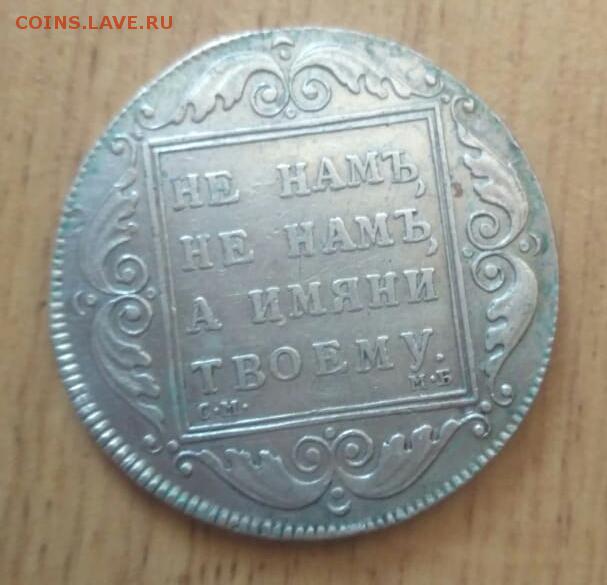 COINS.LAVE.RU
НЕ НАМЪ,
НЕ НАМЪ,
А ИМЯНИ
ТВОЕМУ.
С·М· М·Б